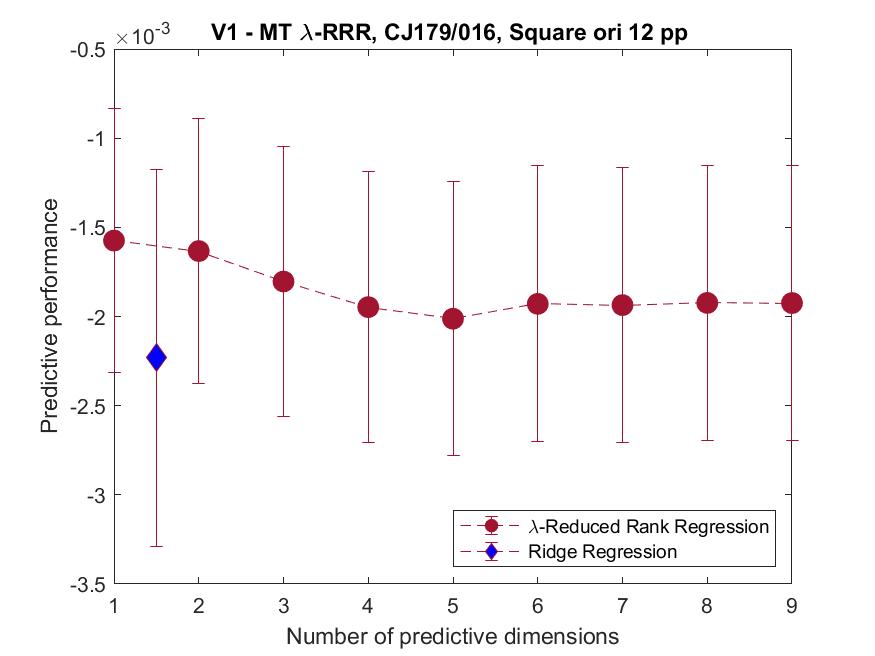 ×10-3
V1 - MT λ-RRR, CJ179/016, Square ori 12 pp
-0.5
-1
-1.5
-2
-2.5
-3
-3.5
Predictive performance
λ-Reduced Rank Regression
Ridge Regression
1 2 3 4 5 6 7 8 9
Number of predictive dimensions